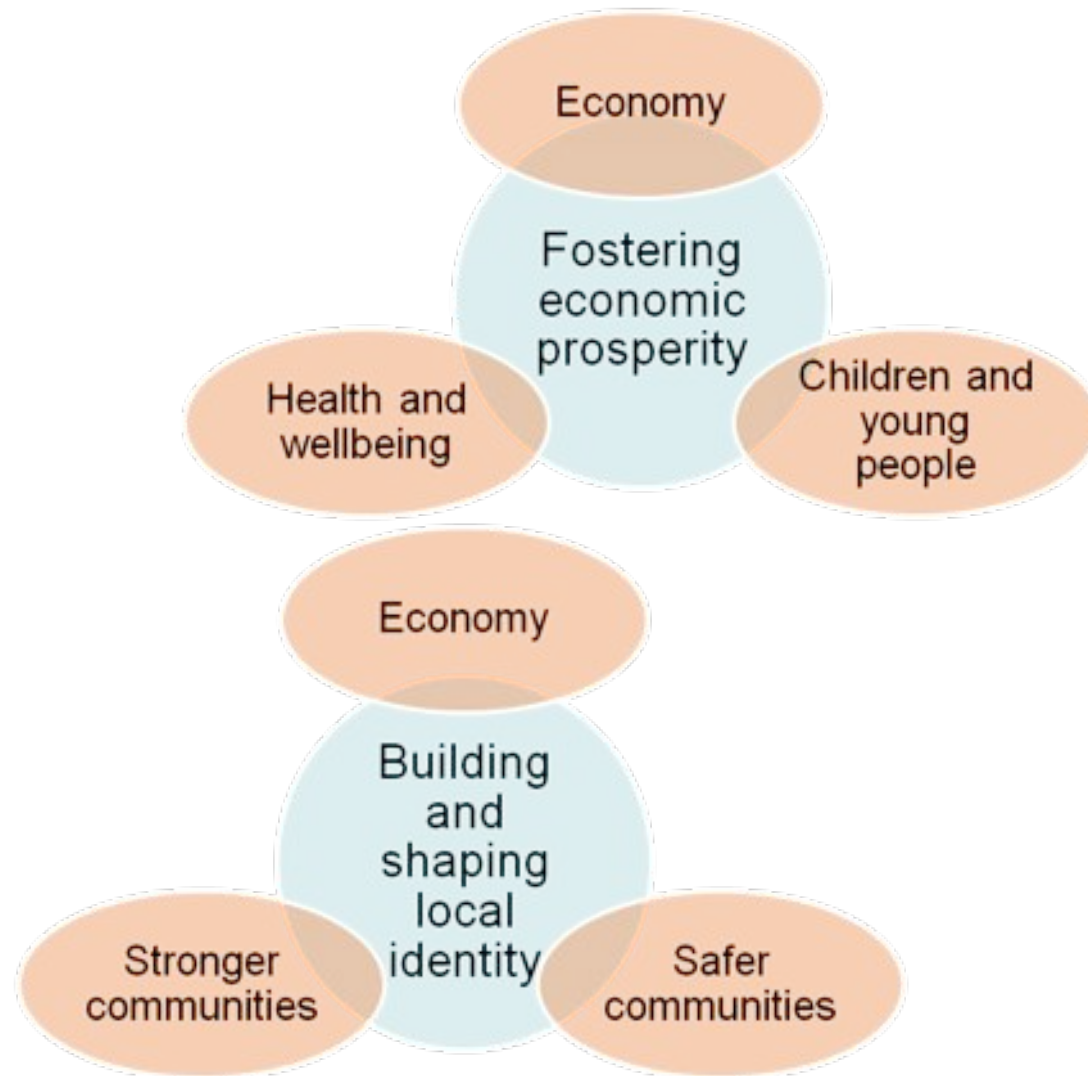 Economy
Fostering
economic
prosperity
Health and
wellbeing
Children and
young
people
Economy
Building
and
shaping
local
identity
Stronger
communities
Safer
communities